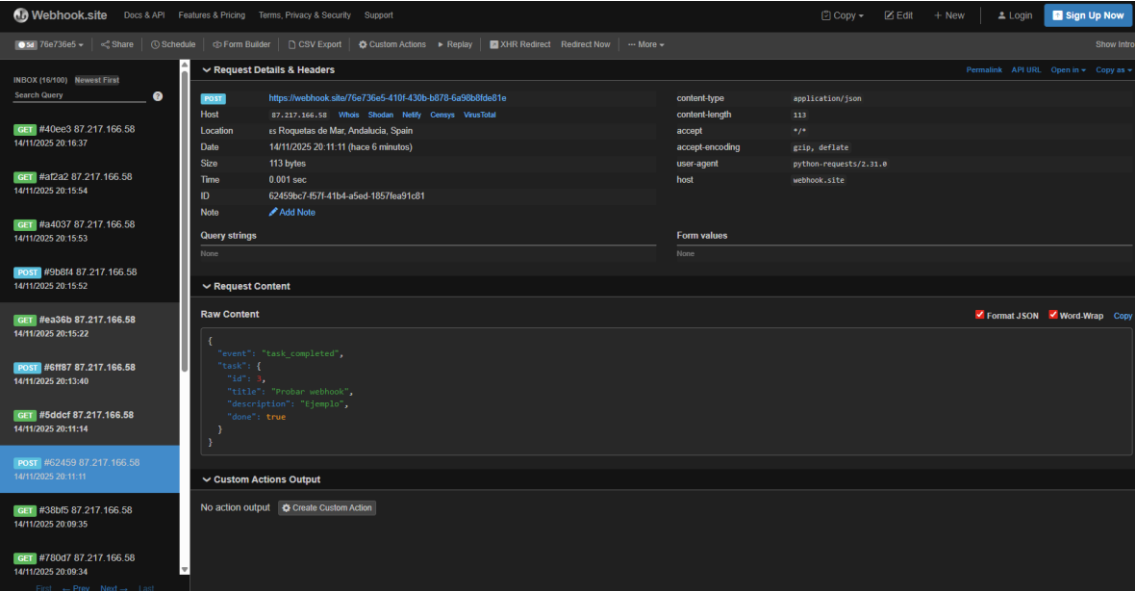 Webhook.site Docs & API Features & Pricing Terms, Privacy & Security Support Copy Edit + New Login Sign Up Now
76e736e5 Share Schedule Form Builder CSV Export Custom Actions Replay XHR Redirect Redirect Now ··· More Show Intro
INBOX (16/100) Newest First
Search Query ?
GET #40ee3 87.217.166.58
14/11/2025 20:16:37
GET #af2a2 87.217.166.58
14/11/2025 20:15:54
GET #a4037 87.217.166.58
14/11/2025 20:15:53
POST #9b8f4 87.217.166.58
14/11/2025 20:15:52
GET #ea36b 87.217.166.58
14/11/2025 20:15:22
POST #6ff87 87.217.166.58
14/11/2025 20:13:40
GET #5ddcf 87.217.166.58
14/11/2025 20:11:14
POST #62459 87.217.166.58
14/11/2025 20:11:11
GET #38bf5 87.217.166.58
14/11/2025 20:09:35
GET #780d7 87.217.166.58
14/11/2025 20:09:34
First ← Prev Next → Last
Request Details & Headers Permalink API URL Open in Copy as
POST https://webhook.site/76e736e5-410f-430b-b878-6a98b8fde81e
Host 87.217.166.58 Whois Shodan Netify Censys VirusTotal
Location ES Roquetas de Mar, Andalucia, Spain
Date 14/11/2025 20:11:11 (hace 6 minutos)
Size 113 bytes
Time 0.001 sec
ID 62459bc7-f57f-41b4-a5ed-1857fea91c81
Note Add Note
content-type application/json
content-length 113
accept */*
accept-encoding gzip, deflate
user-agent python-requests/2.31.0
host webhook.site
Query strings
None
Form values
None
Request Content
Raw Content Format JSON Word-Wrap Copy
{
"event": "task_completed",
"task": {
"id": 3,
"title": "Probar webhook",
"description": "Ejemplo",
"done": true
}
}
Custom Actions Output
No action output Create Custom Action